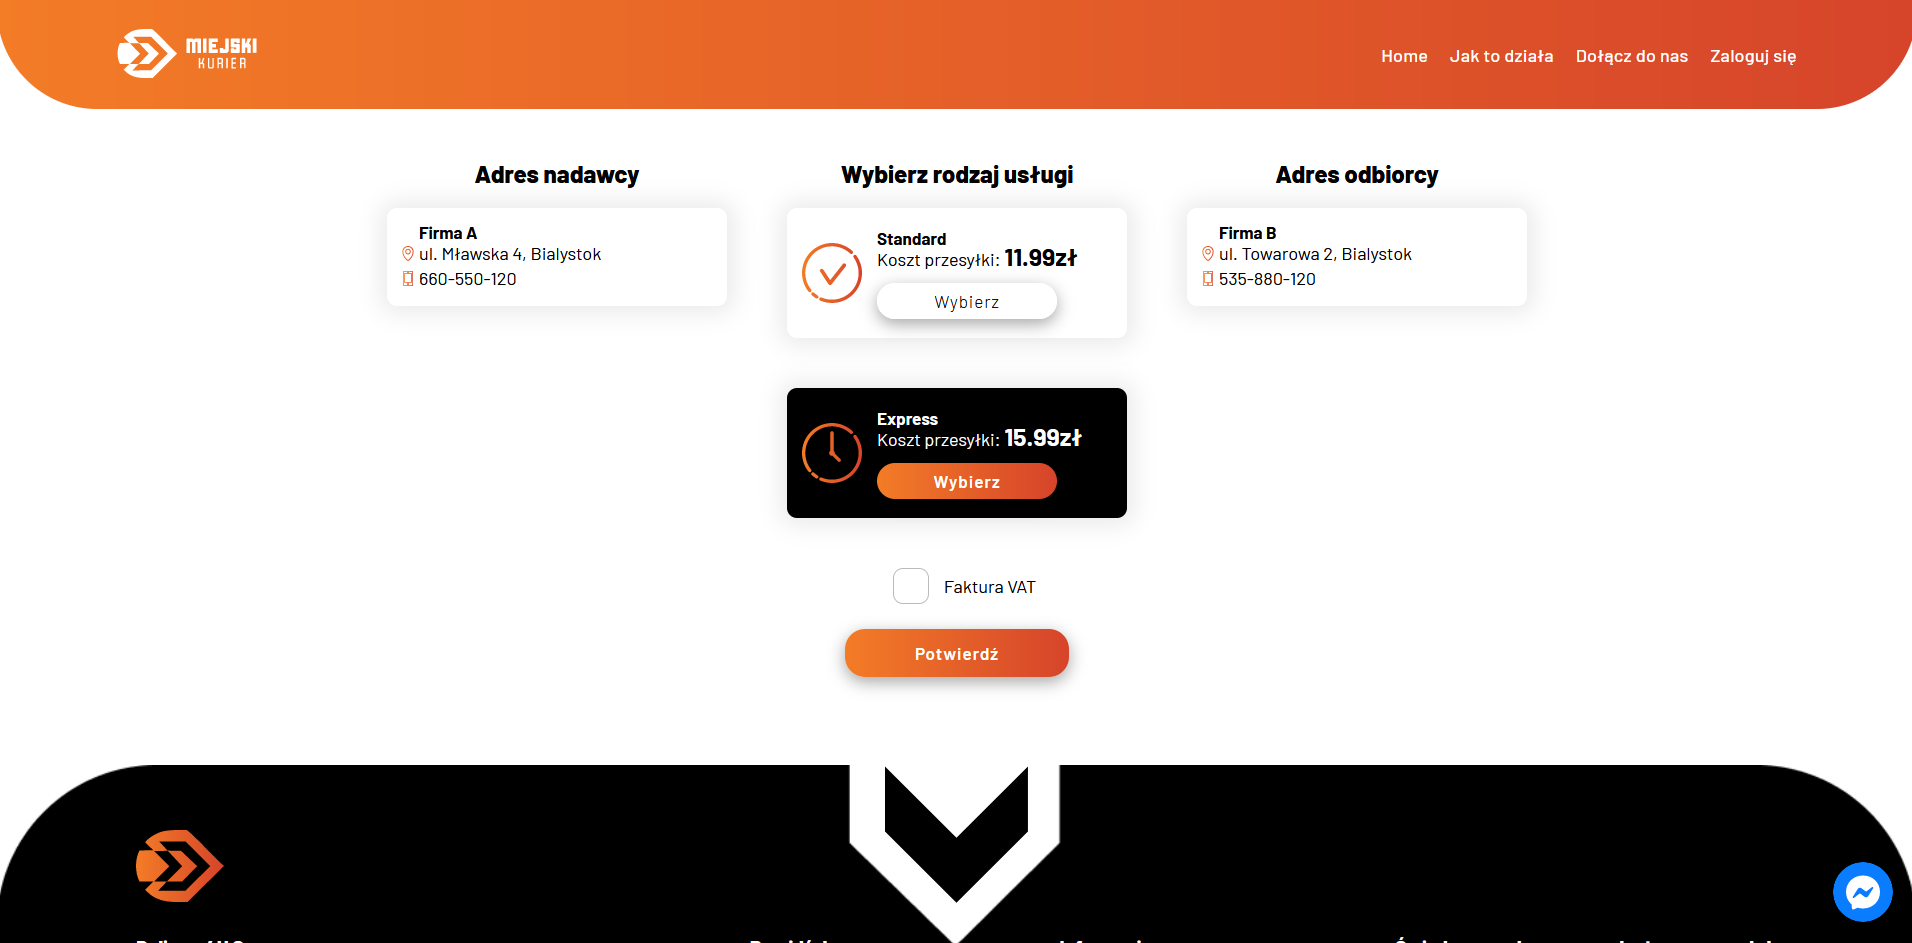 MIEJSKI
KURIER
Home Jak to działa Dołącz do nas Zaloguj się
Adres nadawcy
Firma A
ul. Mławska 4, Bialystok
660-550-120
Wybierz rodzaj usługi
Standard
Koszt przesyłki: 11.99zł
Wybierz
Express
Koszt przesyłki: 15.99zł
Wybierz
Adres odbiorcy
Firma B
ul. Towarowa 2, Bialystok
535-880-120
Faktura VAT
Potwierdź